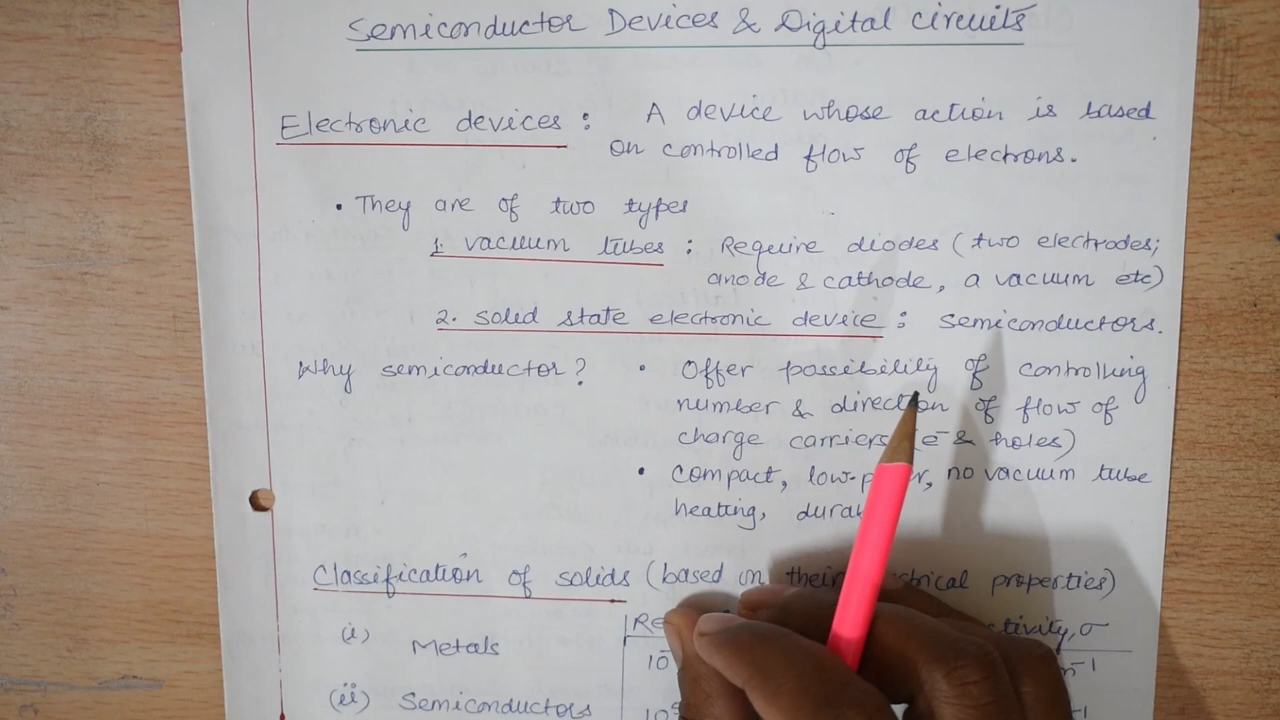 Semiconductor Devices & Digital circuits
Electronic devices : A device whose action is based
on controlled flow of electrons.
• They are of two types
1. vacuum tubes : Require diodes (two electrodes;
anode & cathode, a vacuum etc)
2. solid state electronic device : semiconductors.
Why semiconductor? • Offer possibility of controlling
number & direction of flow of
charge carriers (e⁻ & holes)
• compact, low-power, no vacuum tube
heating,
Classification of solids (based on their properties)
(i) Metals
(ii) Semiconductors